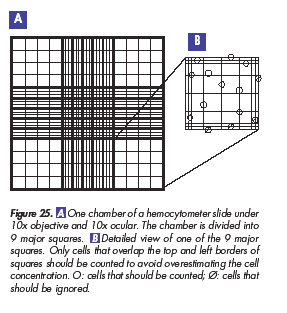 A
B
Figure 25. A One chamber of a hemocytometer slide under
10x objective and 10x ocular. The chamber is divided into
9 major squares. B Detailed view of one of the 9 major
squares. Only cells that overlap the top and left borders of
squares should be counted to avoid overestimating the cell
concentration. O: cells that should be counted; Ø: cells that
should be ignored.